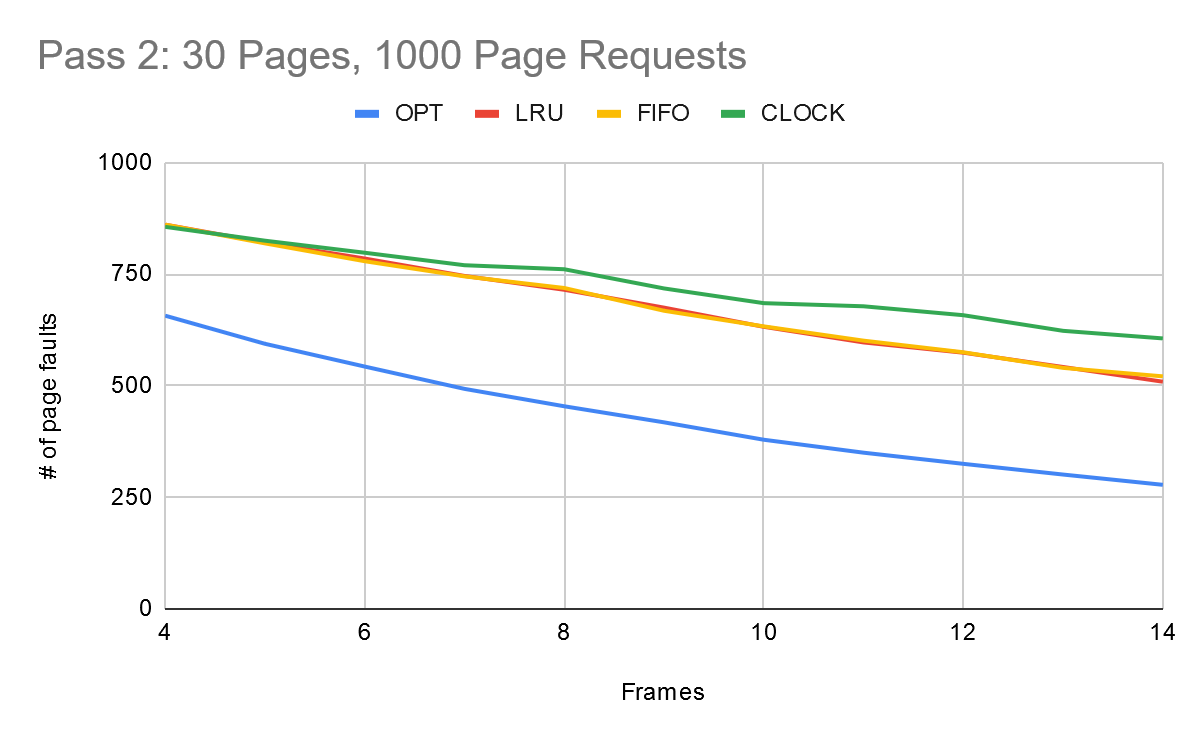 Pass 2: 30 Pages, 1000 Page Requests
OPT LRU FIFO CLOCK
1000
750
500
250
0
# of page faults
4 6 8 10 12 14
Frames